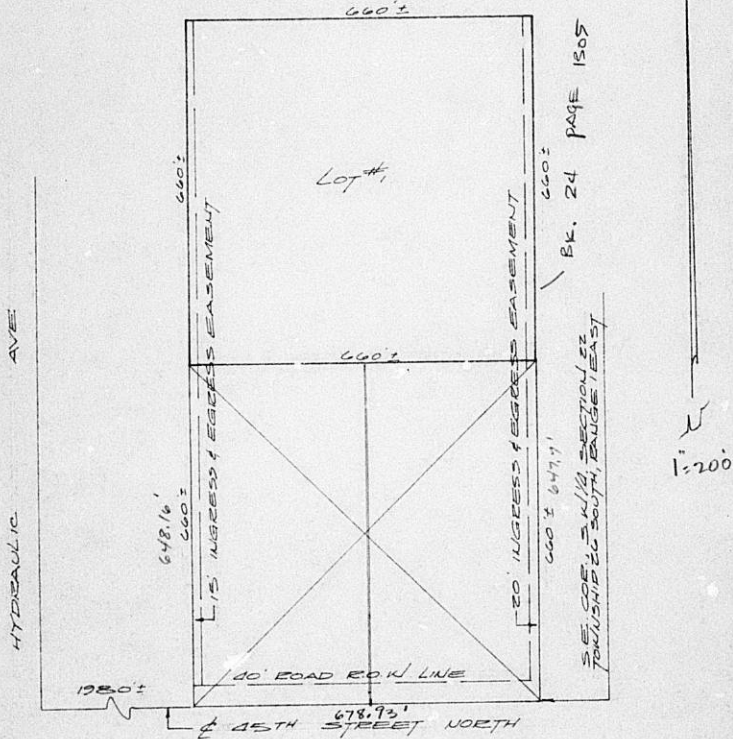 660'±
LOT #1
660'±
660'±
BK. 24 PAGE 1305
15' INGRESS & EGRESS EASEMENT
20' INGRESS & EGRESS EASEMENT
HYDRAULIC AVE
660'±
648.16'
660'±
660'± 647.9'
S.E. COR., S.W. 1/4, SECTION 22
TOWNSHIP 26 SOUTH, RANGE 1 EAST
1"=200'
40' ROAD R.O.W LINE
1980'±
678.93'
℄ 45TH STREET NORTH